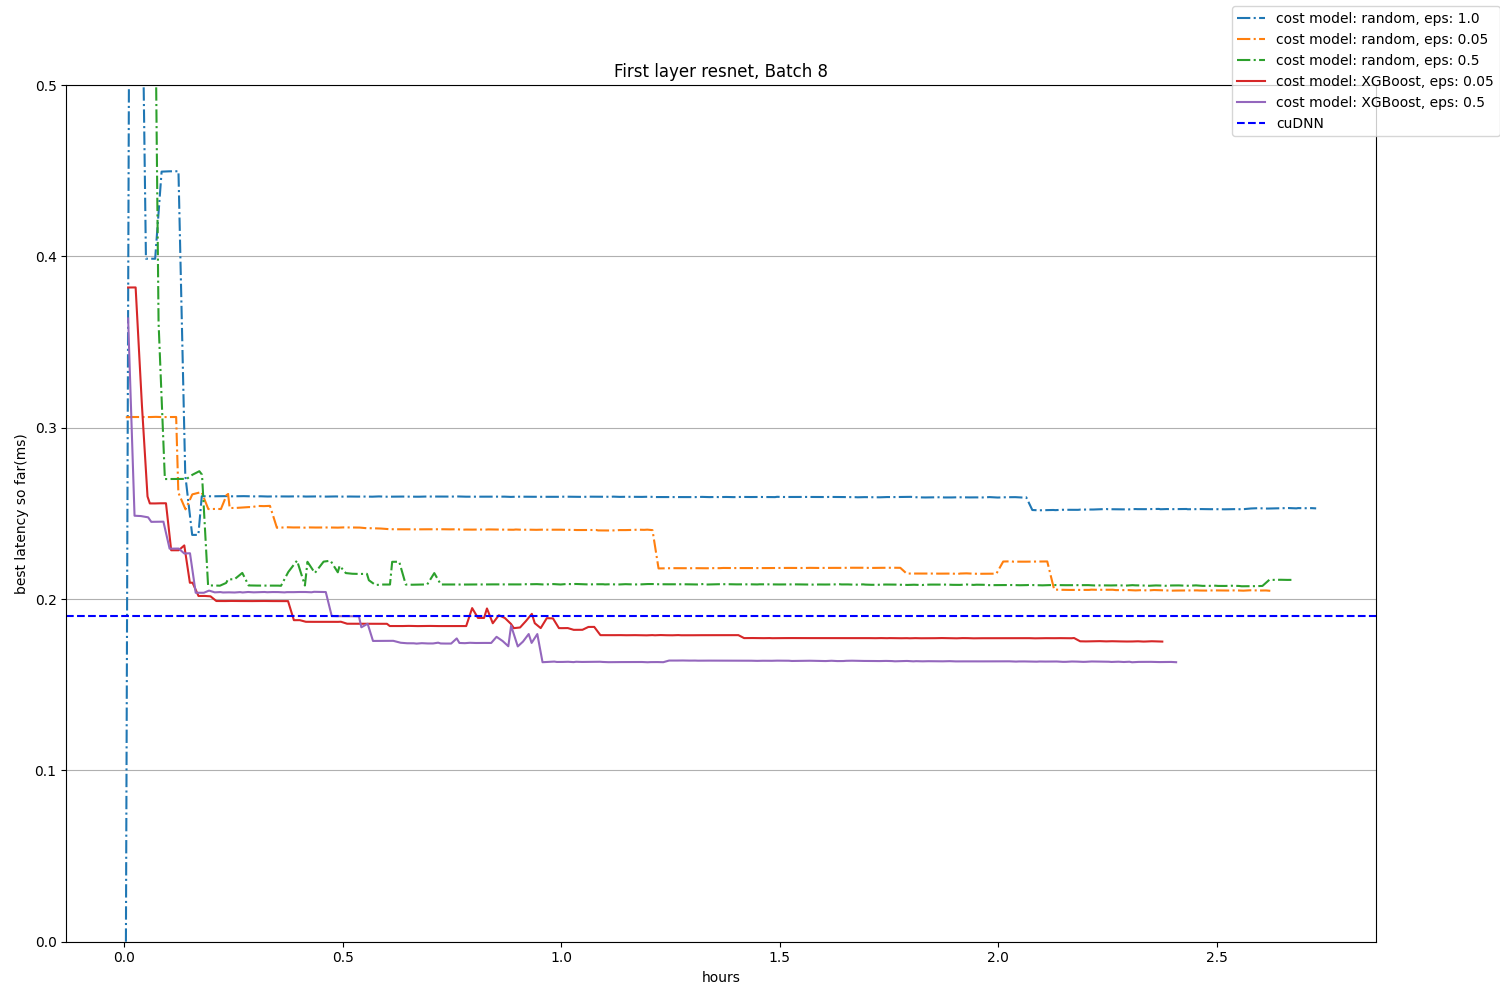 cost model: random, eps: 1.0
cost model: random, eps: 0.05
cost model: random, eps: 0.5
cost model: XGBoost, eps: 0.05
cost model: XGBoost, eps: 0.5
cuDNN
First layer resnet, Batch 8
0.5
0.4
0.3
0.2
0.1
0.0
best latency so far(ms)
0.0 0.5 1.0 1.5 2.0 2.5
hours